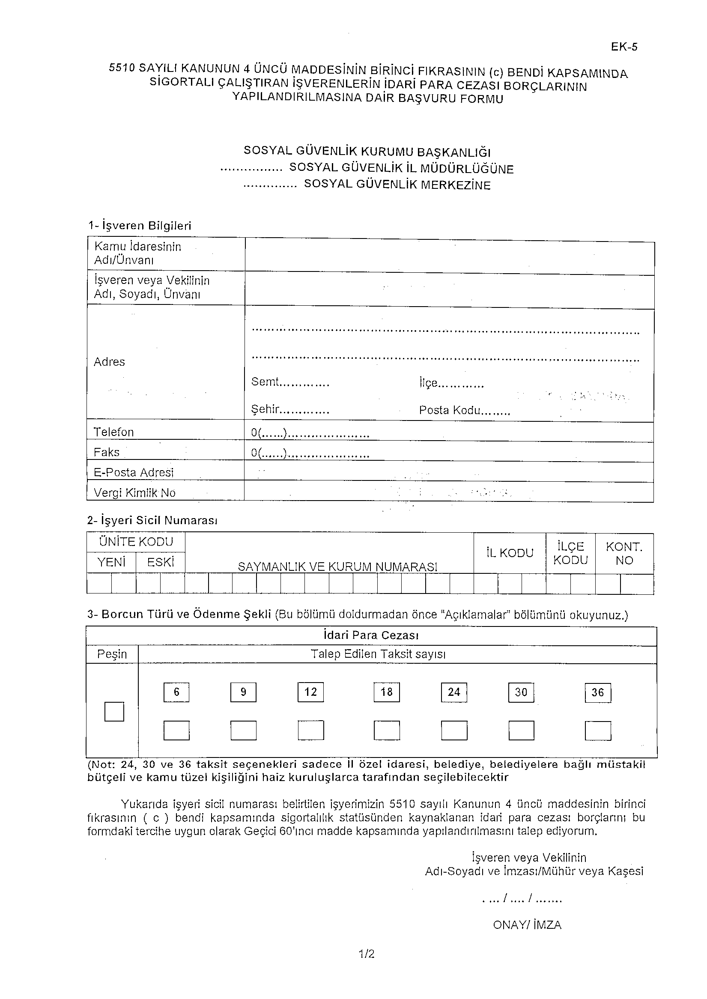 EK-5
5510 SAYILI KANUNUN 4 ÜNCÜ MADDESİNİN BİRİNCİ FIKRASININ (c) BENDİ KAPSAMINDA
SİGORTALI ÇALIŞTIRAN İŞVERENLERİN İDARİ PARA CEZASI BORÇLARININ
YAPILANDIRILMASINA DAİR BAŞVURU FORMU
SOSYAL GÜVENLİK KURUMU BAŞKANLIĞI
................ SOSYAL GÜVENLİK İL MÜDÜRLÜĞÜNE
.............. SOSYAL GÜVENLİK MERKEZİNE
1- İşveren Bilgileri
Kamu İdaresinin
Adı/Ünvanı
İşveren veya Vekilinin
Adı, Soyadı, Ünvanı
Adres
Semt............. İlçe............
Şehir............. Posta Kodu........
Telefon 0(......).....................
Faks 0(......).....................
E-Posta Adresi
Vergi Kimlik No
2- İşyeri Sicil Numarası
ÜNİTE KODU
YENİ ESKİ SAYMANLIK VE KURUM NUMARASI İL KODU İLÇE KODU KONT. NO
3- Borcun Türü ve Ödenme Şekli (Bu bölümü doldurmadan önce "Açıklamalar" bölümünü okuyunuz.)
İdari Para Cezası
Peşin Talep Edilen Taksit sayısı
6 9 12 18 24 30 36
(Not: 24, 30 ve 36 taksit seçenekleri sadece İl özel idaresi, belediye, belediyelere bağlı müstakil
bütçeli ve kamu tüzel kişiliğini haiz kuruluşlarca tarafından seçilebilecektir
Yukarıda işyeri sicil numarası belirtilen işyerimizin 5510 sayılı Kanunun 4 üncü maddesinin birinci
fıkrasının ( c ) bendi kapsamında sigortalılık statüsünden kaynaklanan idari para cezası borçlarını bu
formdaki tercihe uygun olarak Geçici 60'ıncı madde kapsamında yapılandırılmasını talep ediyorum.
İşveren veya Vekilinin
Adı-Soyadı ve İmzası/Mühür veya Kaşesi
. ... / .... / .......
ONAY/ İMZA
1/2